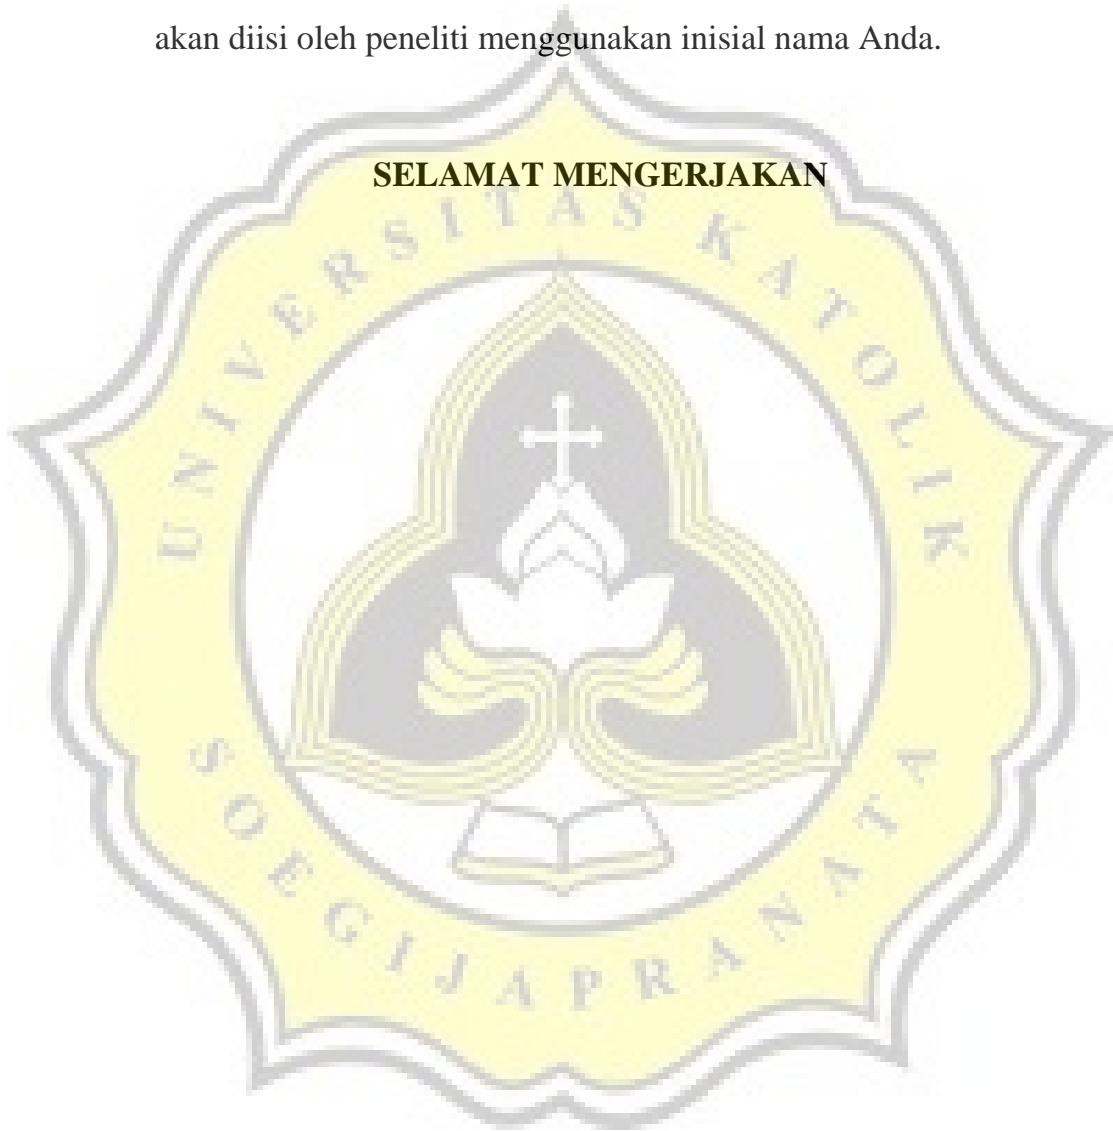 akan diisi oleh peneliti menggunakan inisial nama Anda.
SELAMAT MENGERJAKAN
UNIVERSITAS KATOLIK
SOEGIJAPRANATA